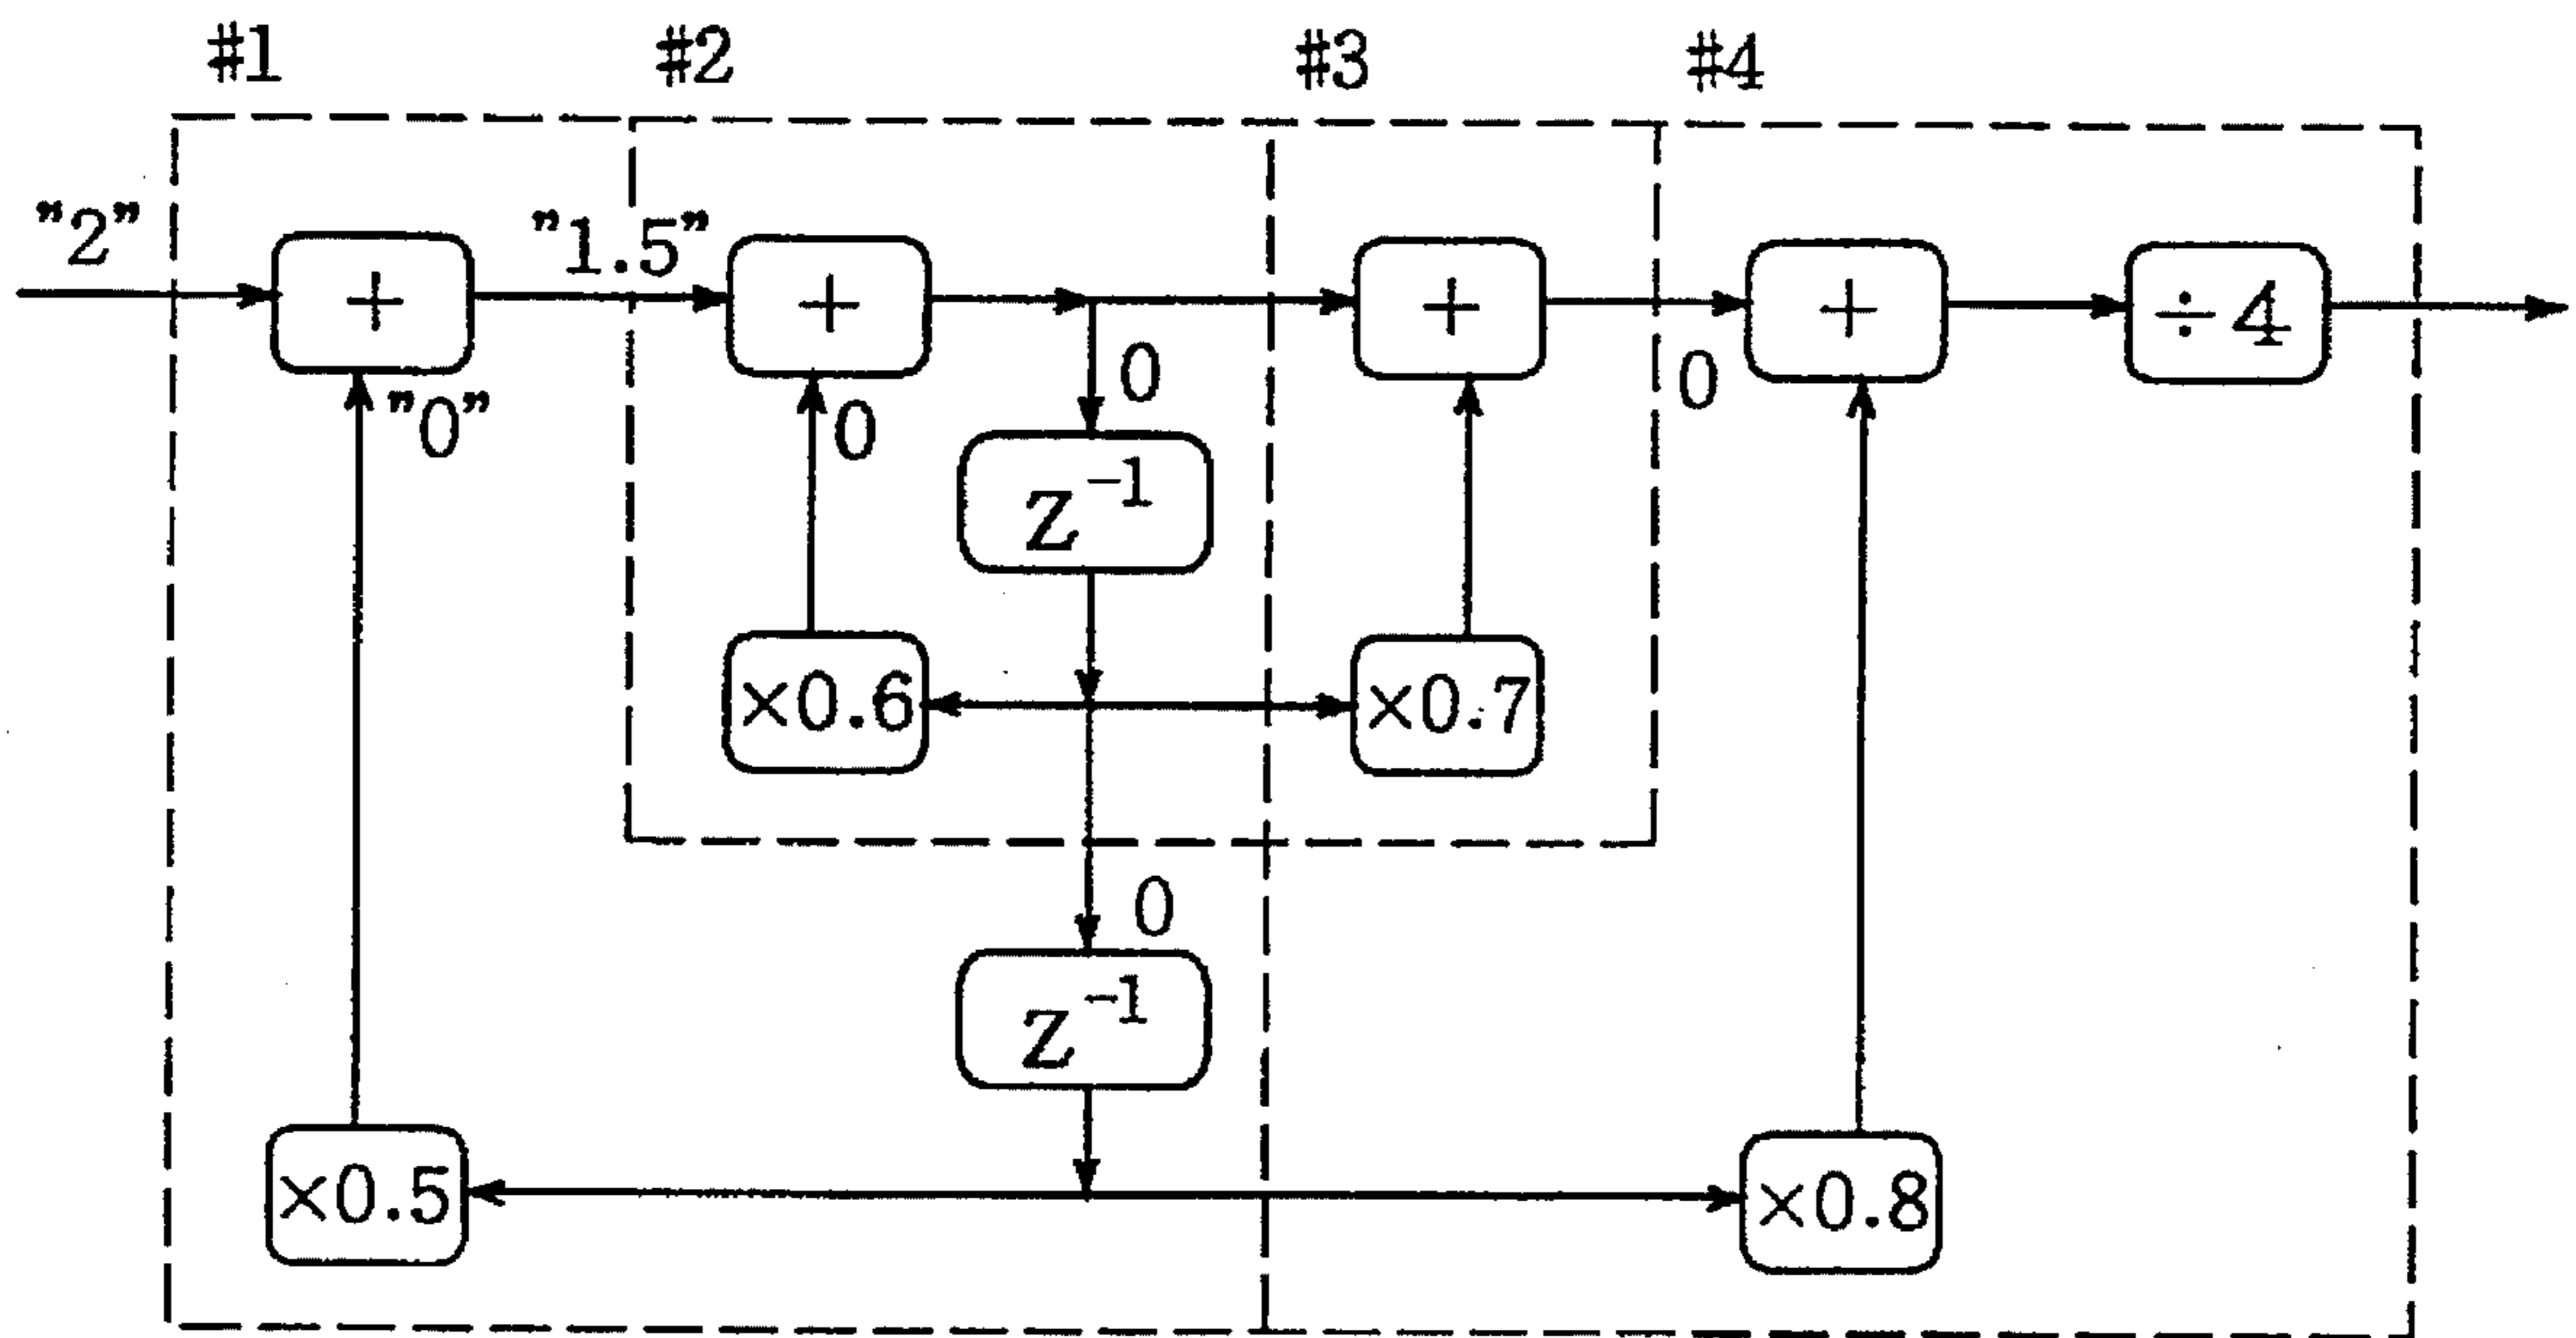 #1 #2 #3 #4
"2" "1.5"
+ + + + ÷4
"0" 0 0 0
Z⁻¹
×0.6 ×0.7
0
Z⁻¹
×0.5 ×0.8